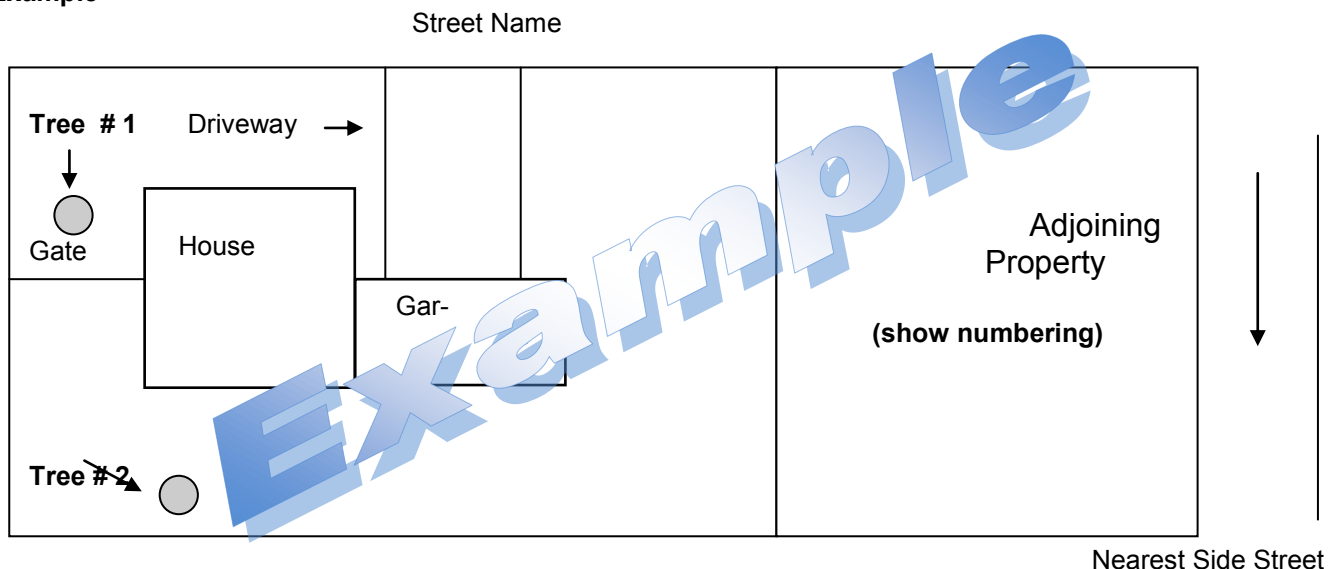 Street Name
Tree # 1 Driveway
Gate
House
Gar-
Adjoining
Property
(show numbering)
Tree # 2
Example
Nearest Side Street